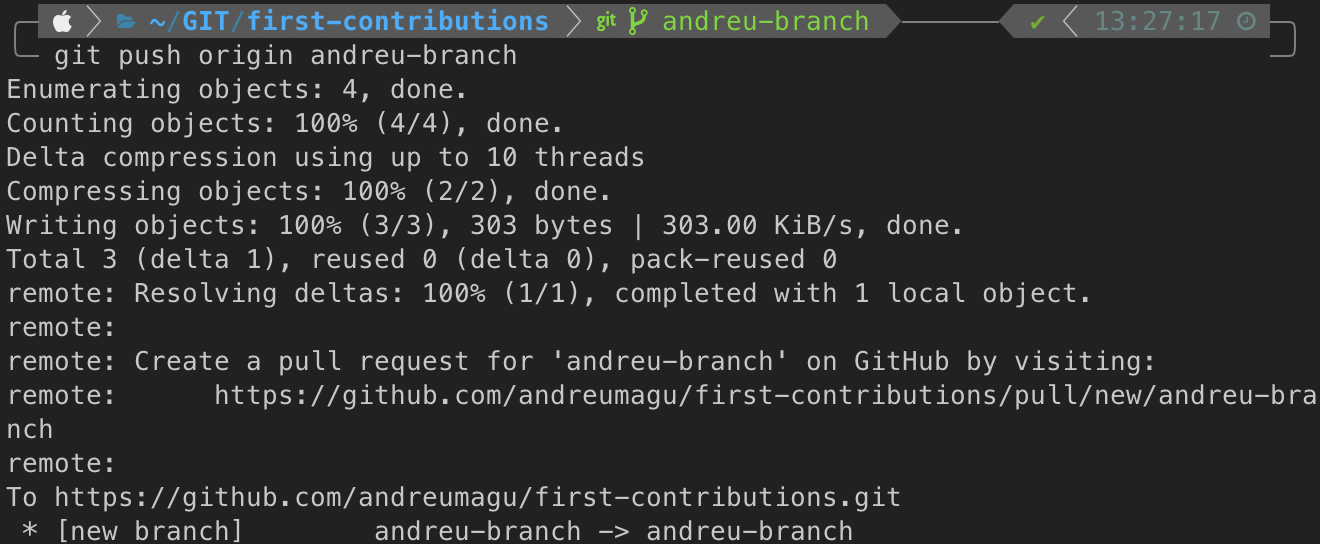 ~/GIT/first-contributions git andreu-branch ✔ 13:27:17
git push origin andreu-branch
Enumerating objects: 4, done.
Counting objects: 100% (4/4), done.
Delta compression using up to 10 threads
Compressing objects: 100% (2/2), done.
Writing objects: 100% (3/3), 303 bytes | 303.00 KiB/s, done.
Total 3 (delta 1), reused 0 (delta 0), pack-reused 0
remote: Resolving deltas: 100% (1/1), completed with 1 local object.
remote:
remote: Create a pull request for 'andreu-branch' on GitHub by visiting:
remote:      https://github.com/andreumagu/first-contributions/pull/new/andreu-bra
nch
remote:
To https://github.com/andreumagu/first-contributions.git
 * [new branch]        andreu-branch -> andreu-branch